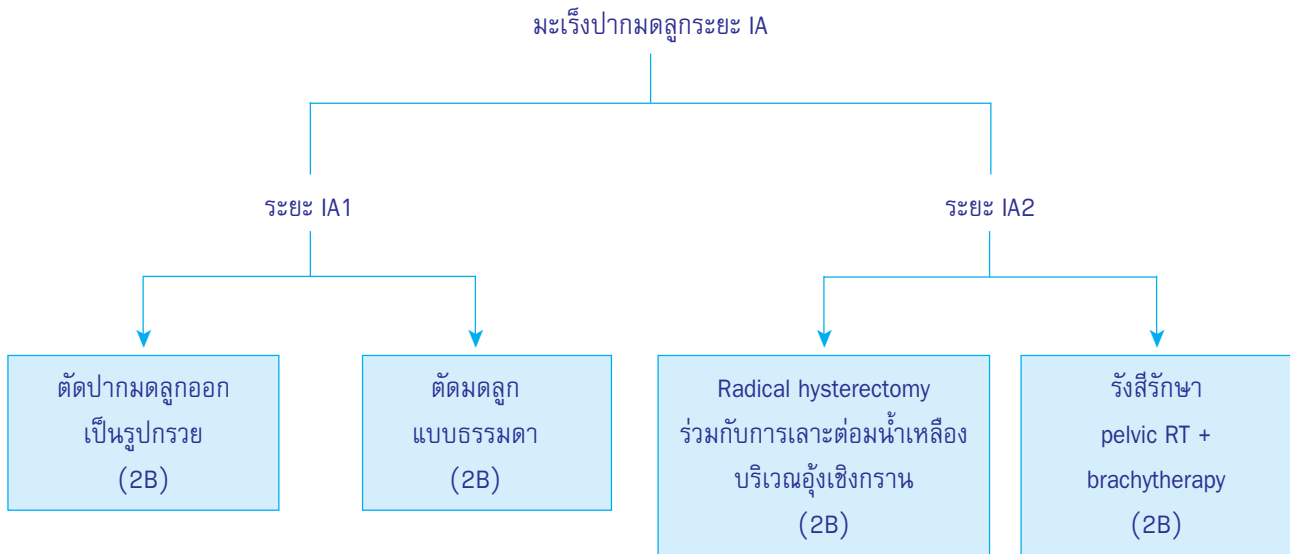 มะเร็งปากมดลูกระยะ IA
ระยะ IA1
ระยะ IA2
ตัดปากมดลูกออก
เป็นรูปกรวย
(2B)
ตัดมดลูก
แบบธรรมดา
(2B)
Radical hysterectomy
ร่วมกับการเลาะต่อมน้ำเหลือง
บริเวณอุ้งเชิงกราน
(2B)
รังสีรักษา
pelvic RT +
brachytherapy
(2B)